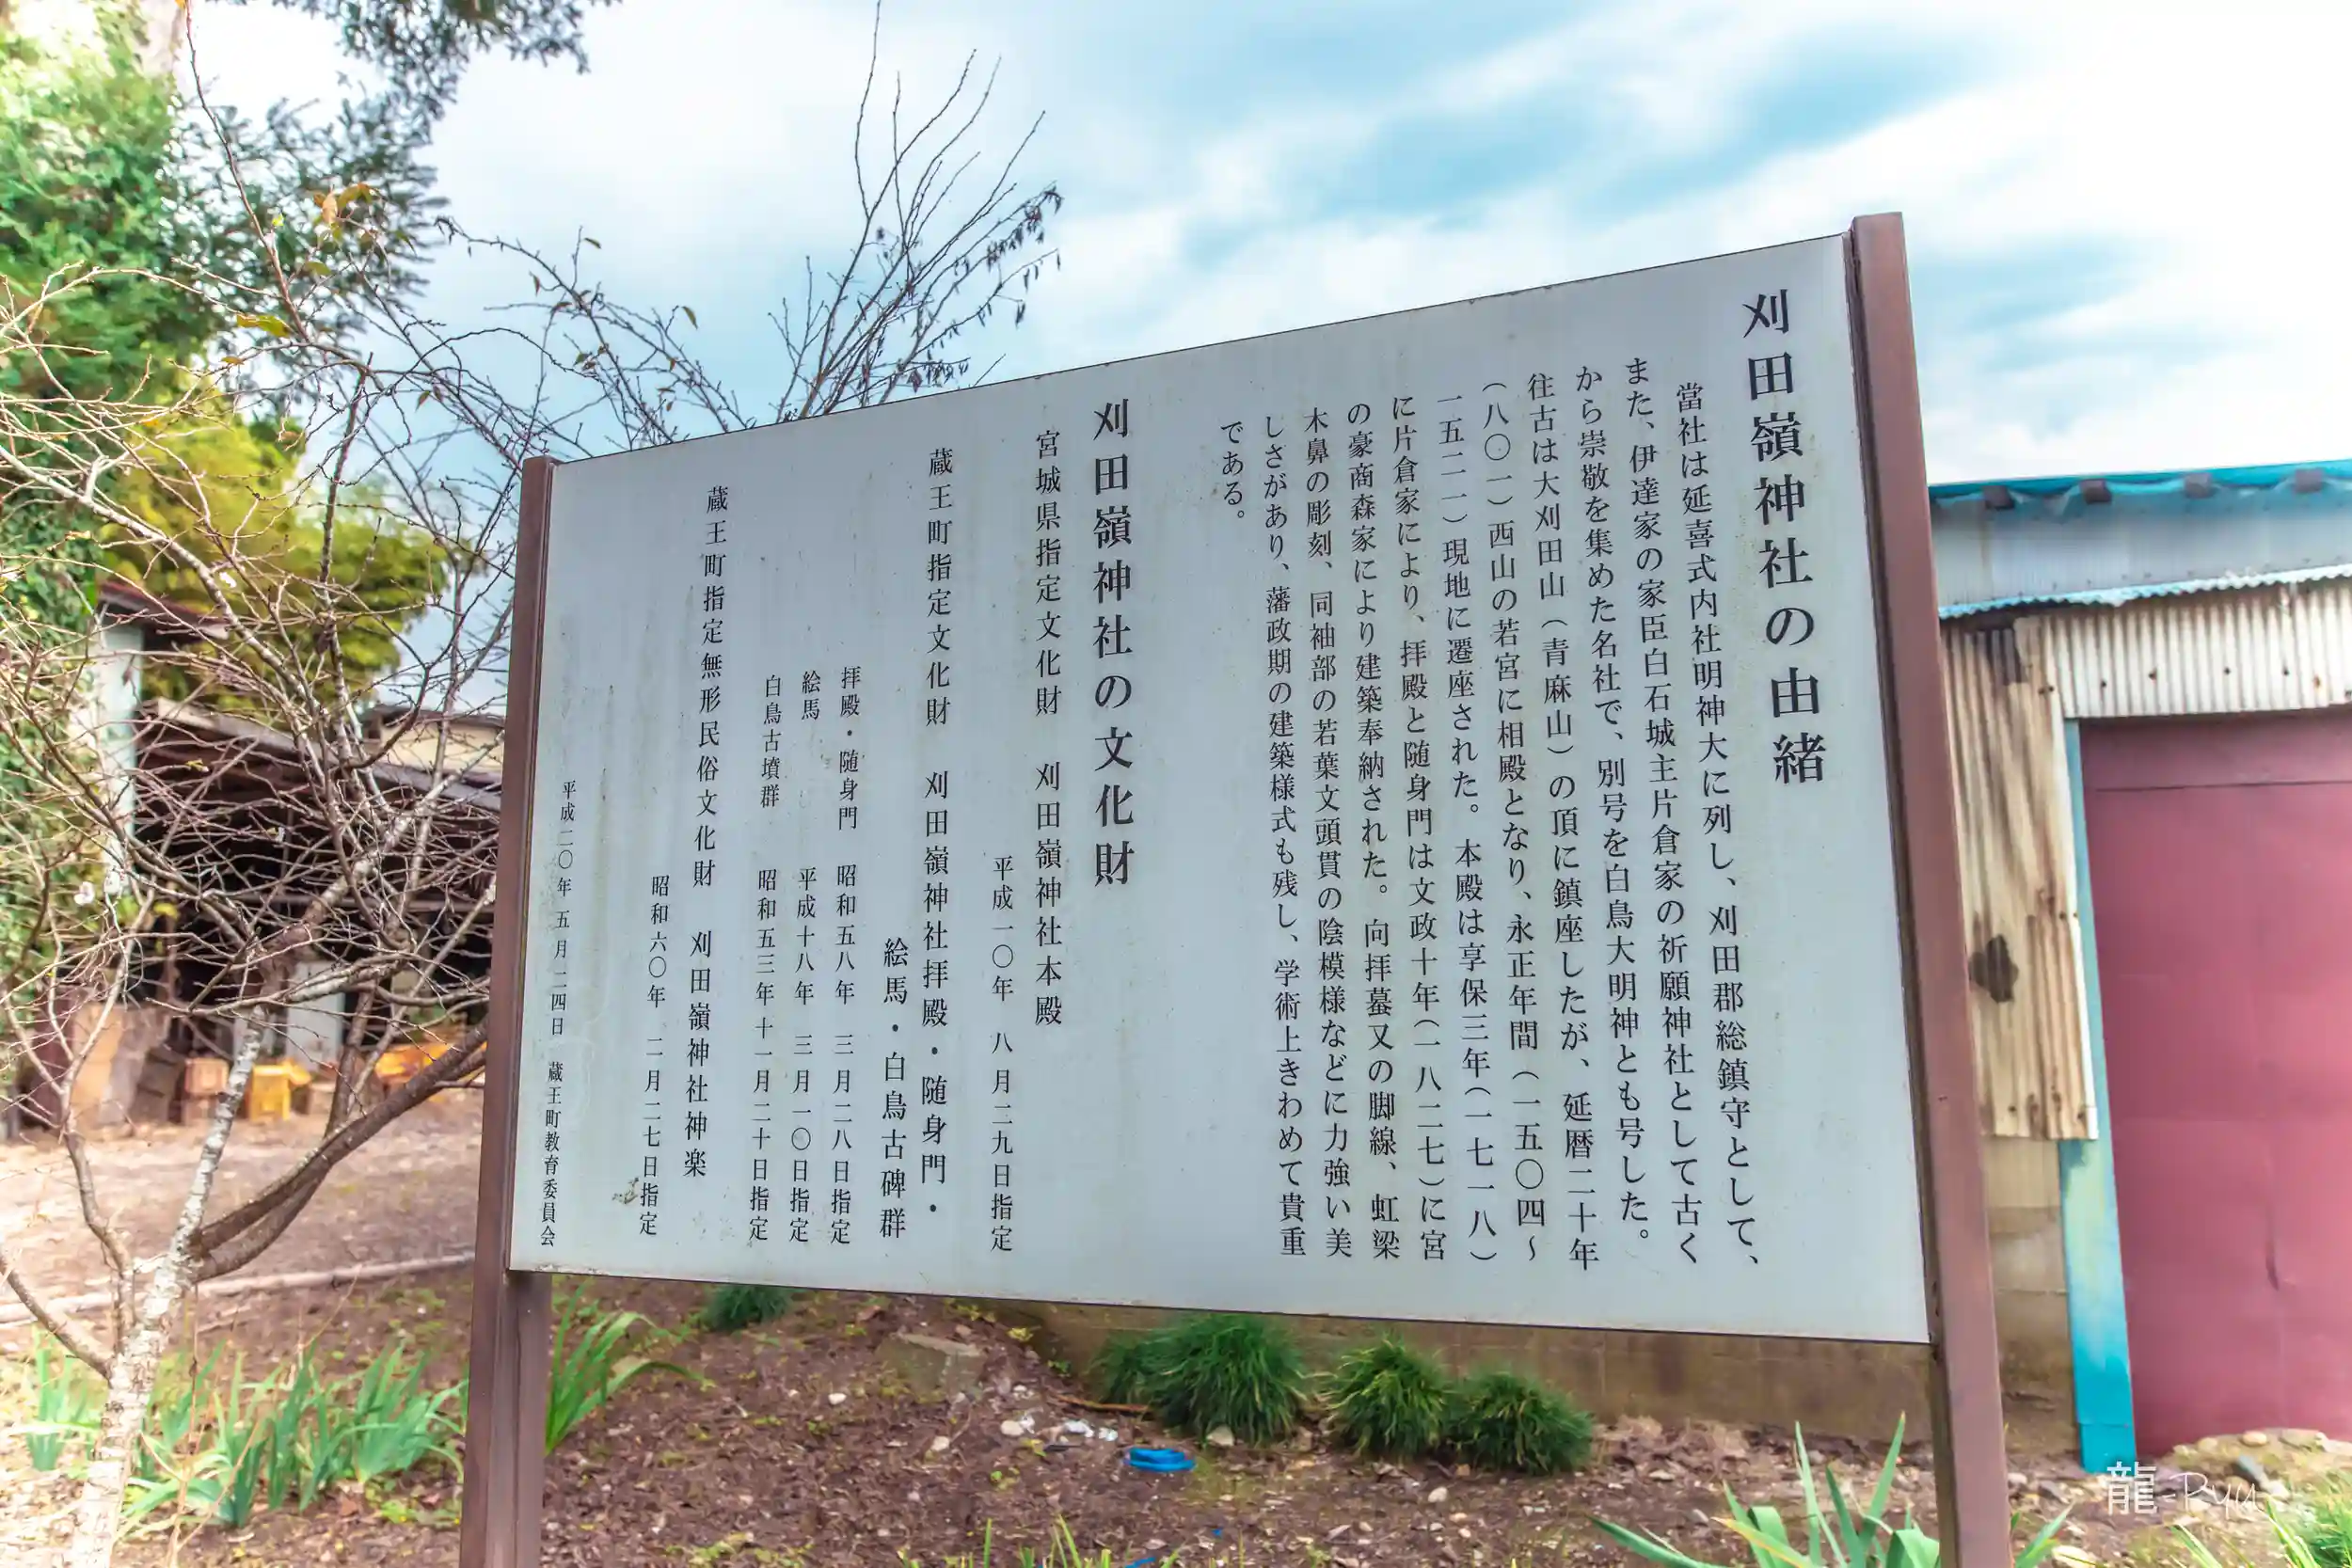 刈田嶺神社の由緒
當社は延喜式内社明神大に列し、刈田郡総鎮守として、
また、伊達家の家臣白石城主片倉家の祈願神社として古く
から崇敬を集めた名社で、別号を白鳥大明神とも号した。
往古は大刈田山（青麻山）の頂に鎮座したが、延暦二十年
（八〇一）西山の若宮に相殿となり、永正年間（一五〇四～
一五二一）現地に遷座された。本殿は享保三年（一七一八）
に片倉家により、拝殿と随身門は文政十年（一八二七）に宮
の豪商森家により建築奉納された。向拝蟇又の脚線、虹梁
木鼻の彫刻、同袖部の若葉文頭貫の陰模様などに力強い美
しさがあり、藩政期の建築様式も残し、学術上きわめて貴重
である。
刈田嶺神社の文化財
宮城県指定文化財　刈田嶺神社本殿
平成一〇年　八月二九日指定
蔵王町指定文化財　刈田嶺神社拝殿・随身門・
絵馬・白鳥古碑群
拝殿・随身門　昭和五八年　三月二八日指定
絵馬　平成十八年　三月一〇日指定
白鳥古墳群　昭和五三年十一月二十日指定
蔵王町指定無形民俗文化財　刈田嶺神社神楽
昭和六〇年　二月二七日指定
平成二〇年　五月二四日　蔵王町教育委員会
龍-Ryu